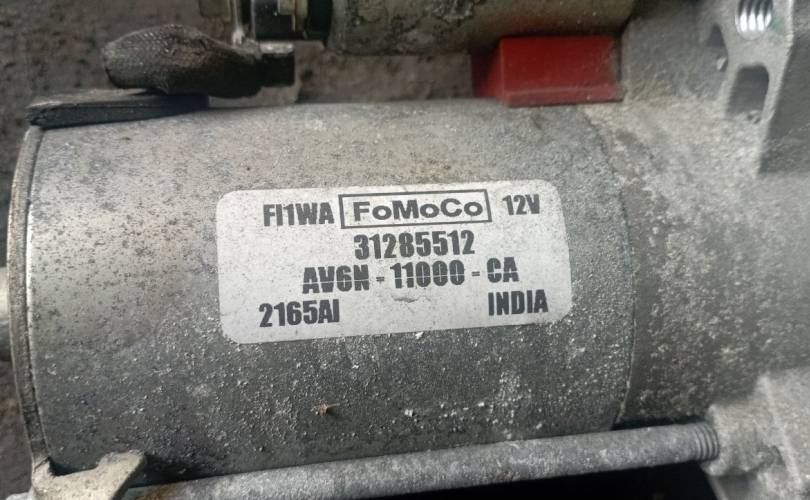 FI1WA FoMoCo 12V
31285512
AV6N - 11000 - CA
2165AI INDIA